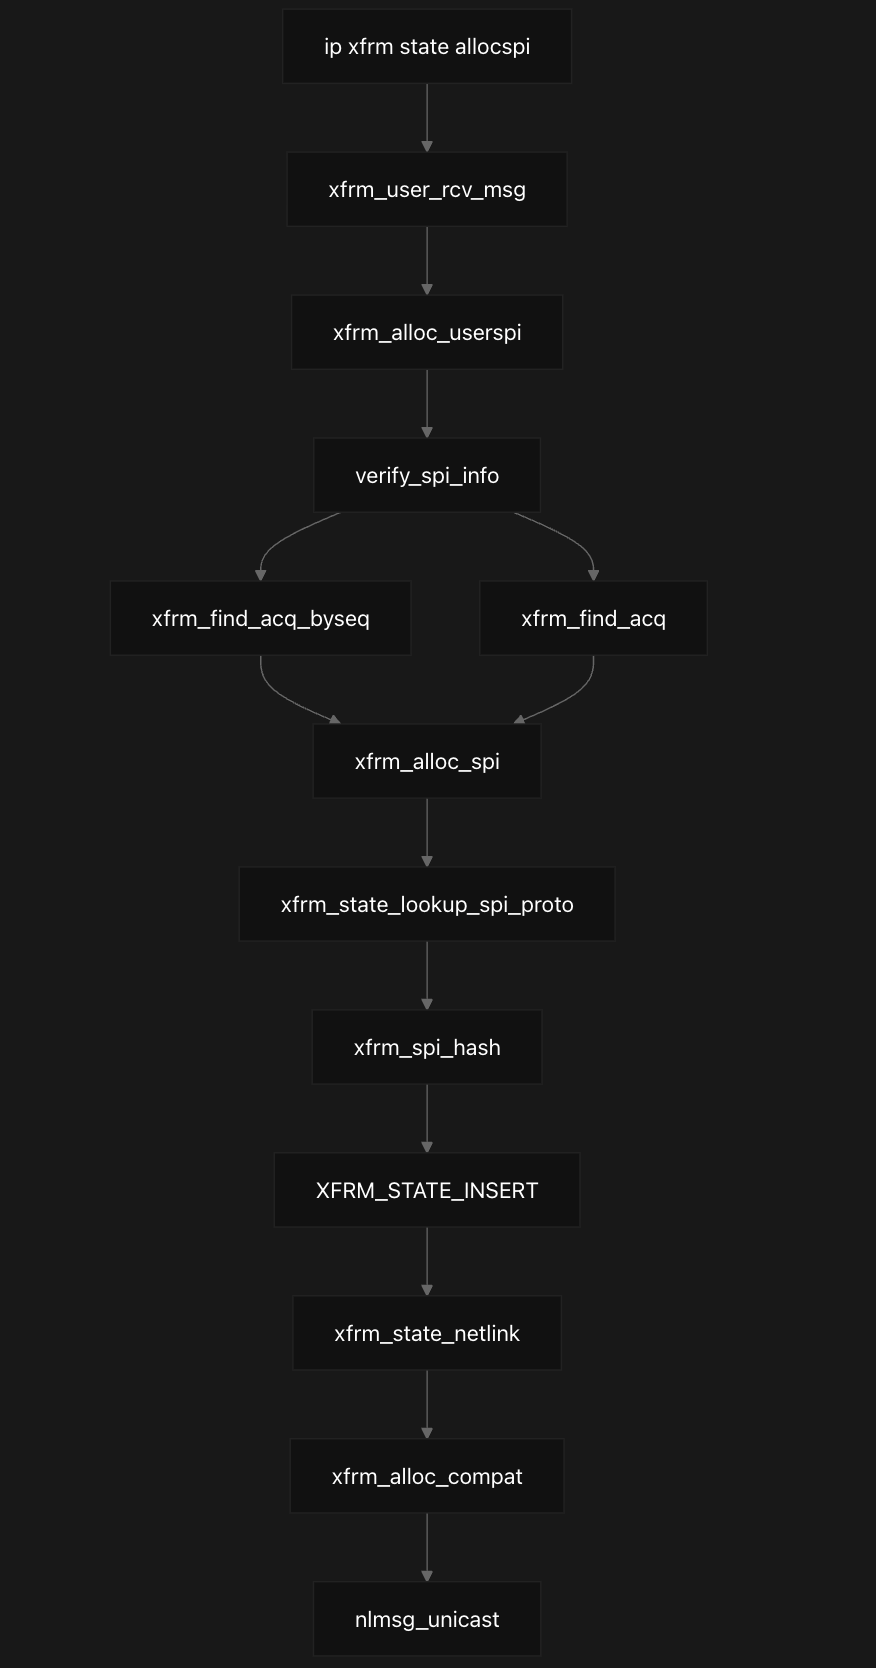 ip xfrm state allocspi
xfrm_user_rcv_msg
xfrm_alloc_userspi
verify_spi_info
xfrm_find_acq_byseq
xfrm_find_acq
xfrm_alloc_spi
xfrm_state_lookup_spi_proto
xfrm_spi_hash
XFRM_STATE_INSERT
xfrm_state_netlink
xfrm_alloc_compat
nlmsg_unicast